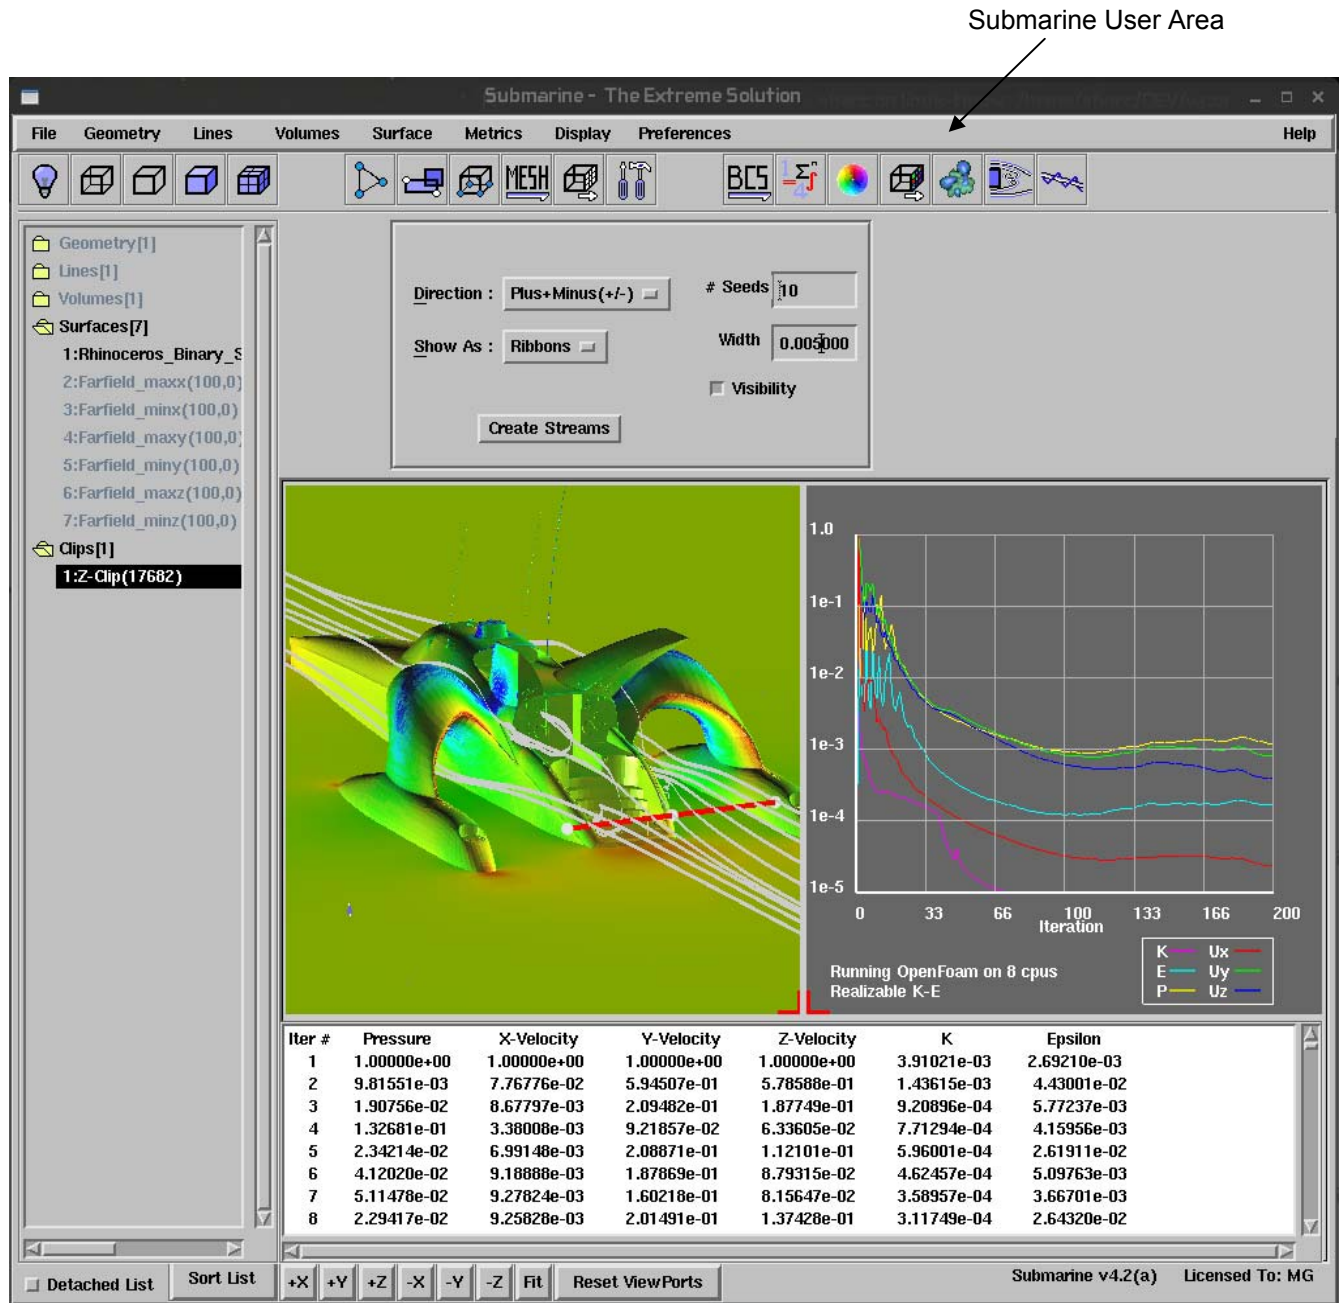 Submarine User Area
Submarine - The Extreme Solution
File Geometry Lines Volumes Surface Metrics Display Preferences Help
MESH BCS
Geometry[1]
Lines[1]
Volumes[1]
Surfaces[7]
1:Rhinoceros_Binary_S
2:Farfield_maxx(100,0)
3:Farfield_minx(100,0)
4:Farfield_maxy(100,0)
5:Farfield_miny(100,0)
6:Farfield_maxz(100,0)
7:Farfield_minz(100,0)
Clips[1]
1:Z-Clip(17682)
Direction : Plus+Minus(+/-) # Seeds 10
Show As : Ribbons Width 0.005000
Visibility
Create Streams
1.0
1e-1
1e-2
1e-3
1e-4
1e-5
0 33 66 100 133 166 200
Iteration
K Ux
E Uy
P Uz
Running OpenFoam on 8 cpus
Realizable K-E
Iter # Pressure X-Velocity Y-Velocity Z-Velocity K Epsilon
1 1.00000e+00 1.00000e+00 1.00000e+00 1.00000e+00 3.91021e-03 2.69210e-03
2 9.81551e-03 7.76776e-02 5.94507e-01 5.78588e-01 1.43615e-03 4.43001e-02
3 1.90756e-02 8.67797e-03 2.09482e-01 1.87749e-01 9.20896e-04 5.77237e-03
4 1.32681e-01 3.38008e-03 9.21857e-02 6.33605e-02 7.71294e-04 4.15956e-03
5 2.34214e-02 6.99148e-03 2.08871e-01 1.12101e-01 5.96001e-04 2.61911e-02
6 4.12020e-02 9.18888e-03 1.87869e-01 8.79315e-02 4.62457e-04 5.09763e-03
7 5.11478e-02 9.27824e-03 1.60218e-01 8.15647e-02 3.58957e-04 3.66701e-03
8 2.29417e-02 9.25828e-03 2.01491e-01 1.37428e-01 3.11749e-04 2.64320e-02
Detached List Sort List +X +Y +Z -X -Y -Z Fit Reset ViewPorts Submarine v4.2(a) Licensed To: MG